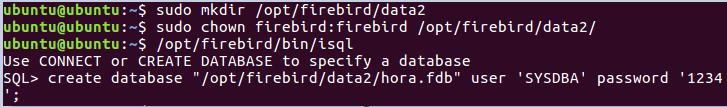 ubuntu@ubuntu:~$ sudo mkdir /opt/firebird/data2
ubuntu@ubuntu:~$ sudo chown firebird:firebird /opt/firebird/data2/
ubuntu@ubuntu:~$ /opt/firebird/bin/isql
Use CONNECT or CREATE DATABASE to specify a database
SQL> create database "/opt/firebird/data2/hora.fdb" user 'SYSDBA' password '1234
';